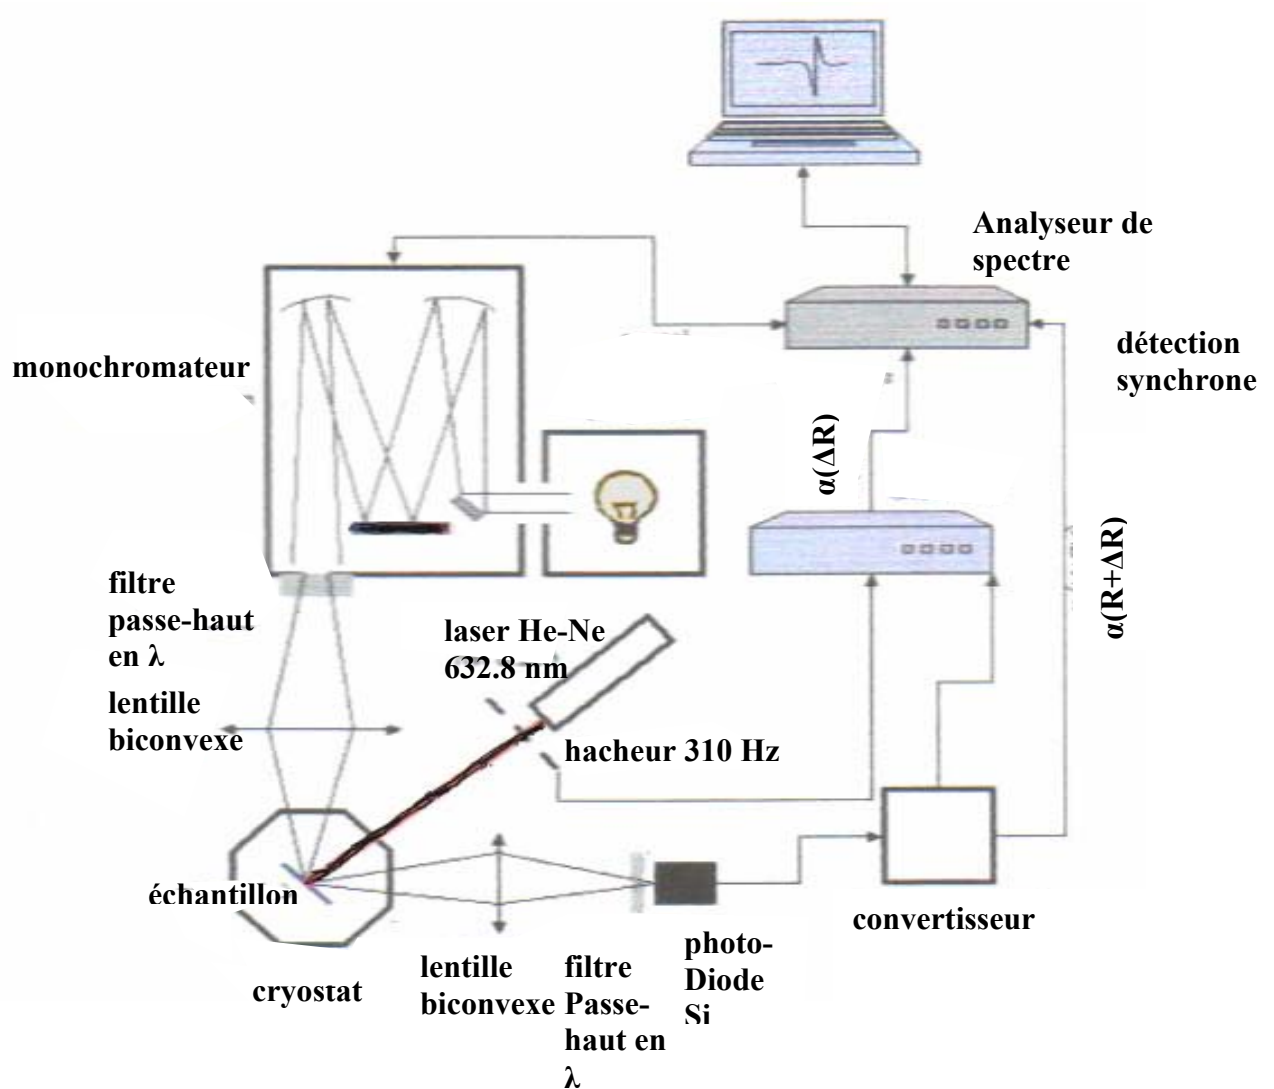 Analyseur de
spectre
détection
synchrone
monochromateur
α(ΔR)
α(R+ΔR)
filtre
passe-haut
en λ
laser He-Ne
632.8 nm
lentille
biconvexe
hacheur 310 Hz
échantillon
convertisseur
cryostat
lentille
biconvexe
filtre
Passe-
haut en
λ
photo-
Diode
Si